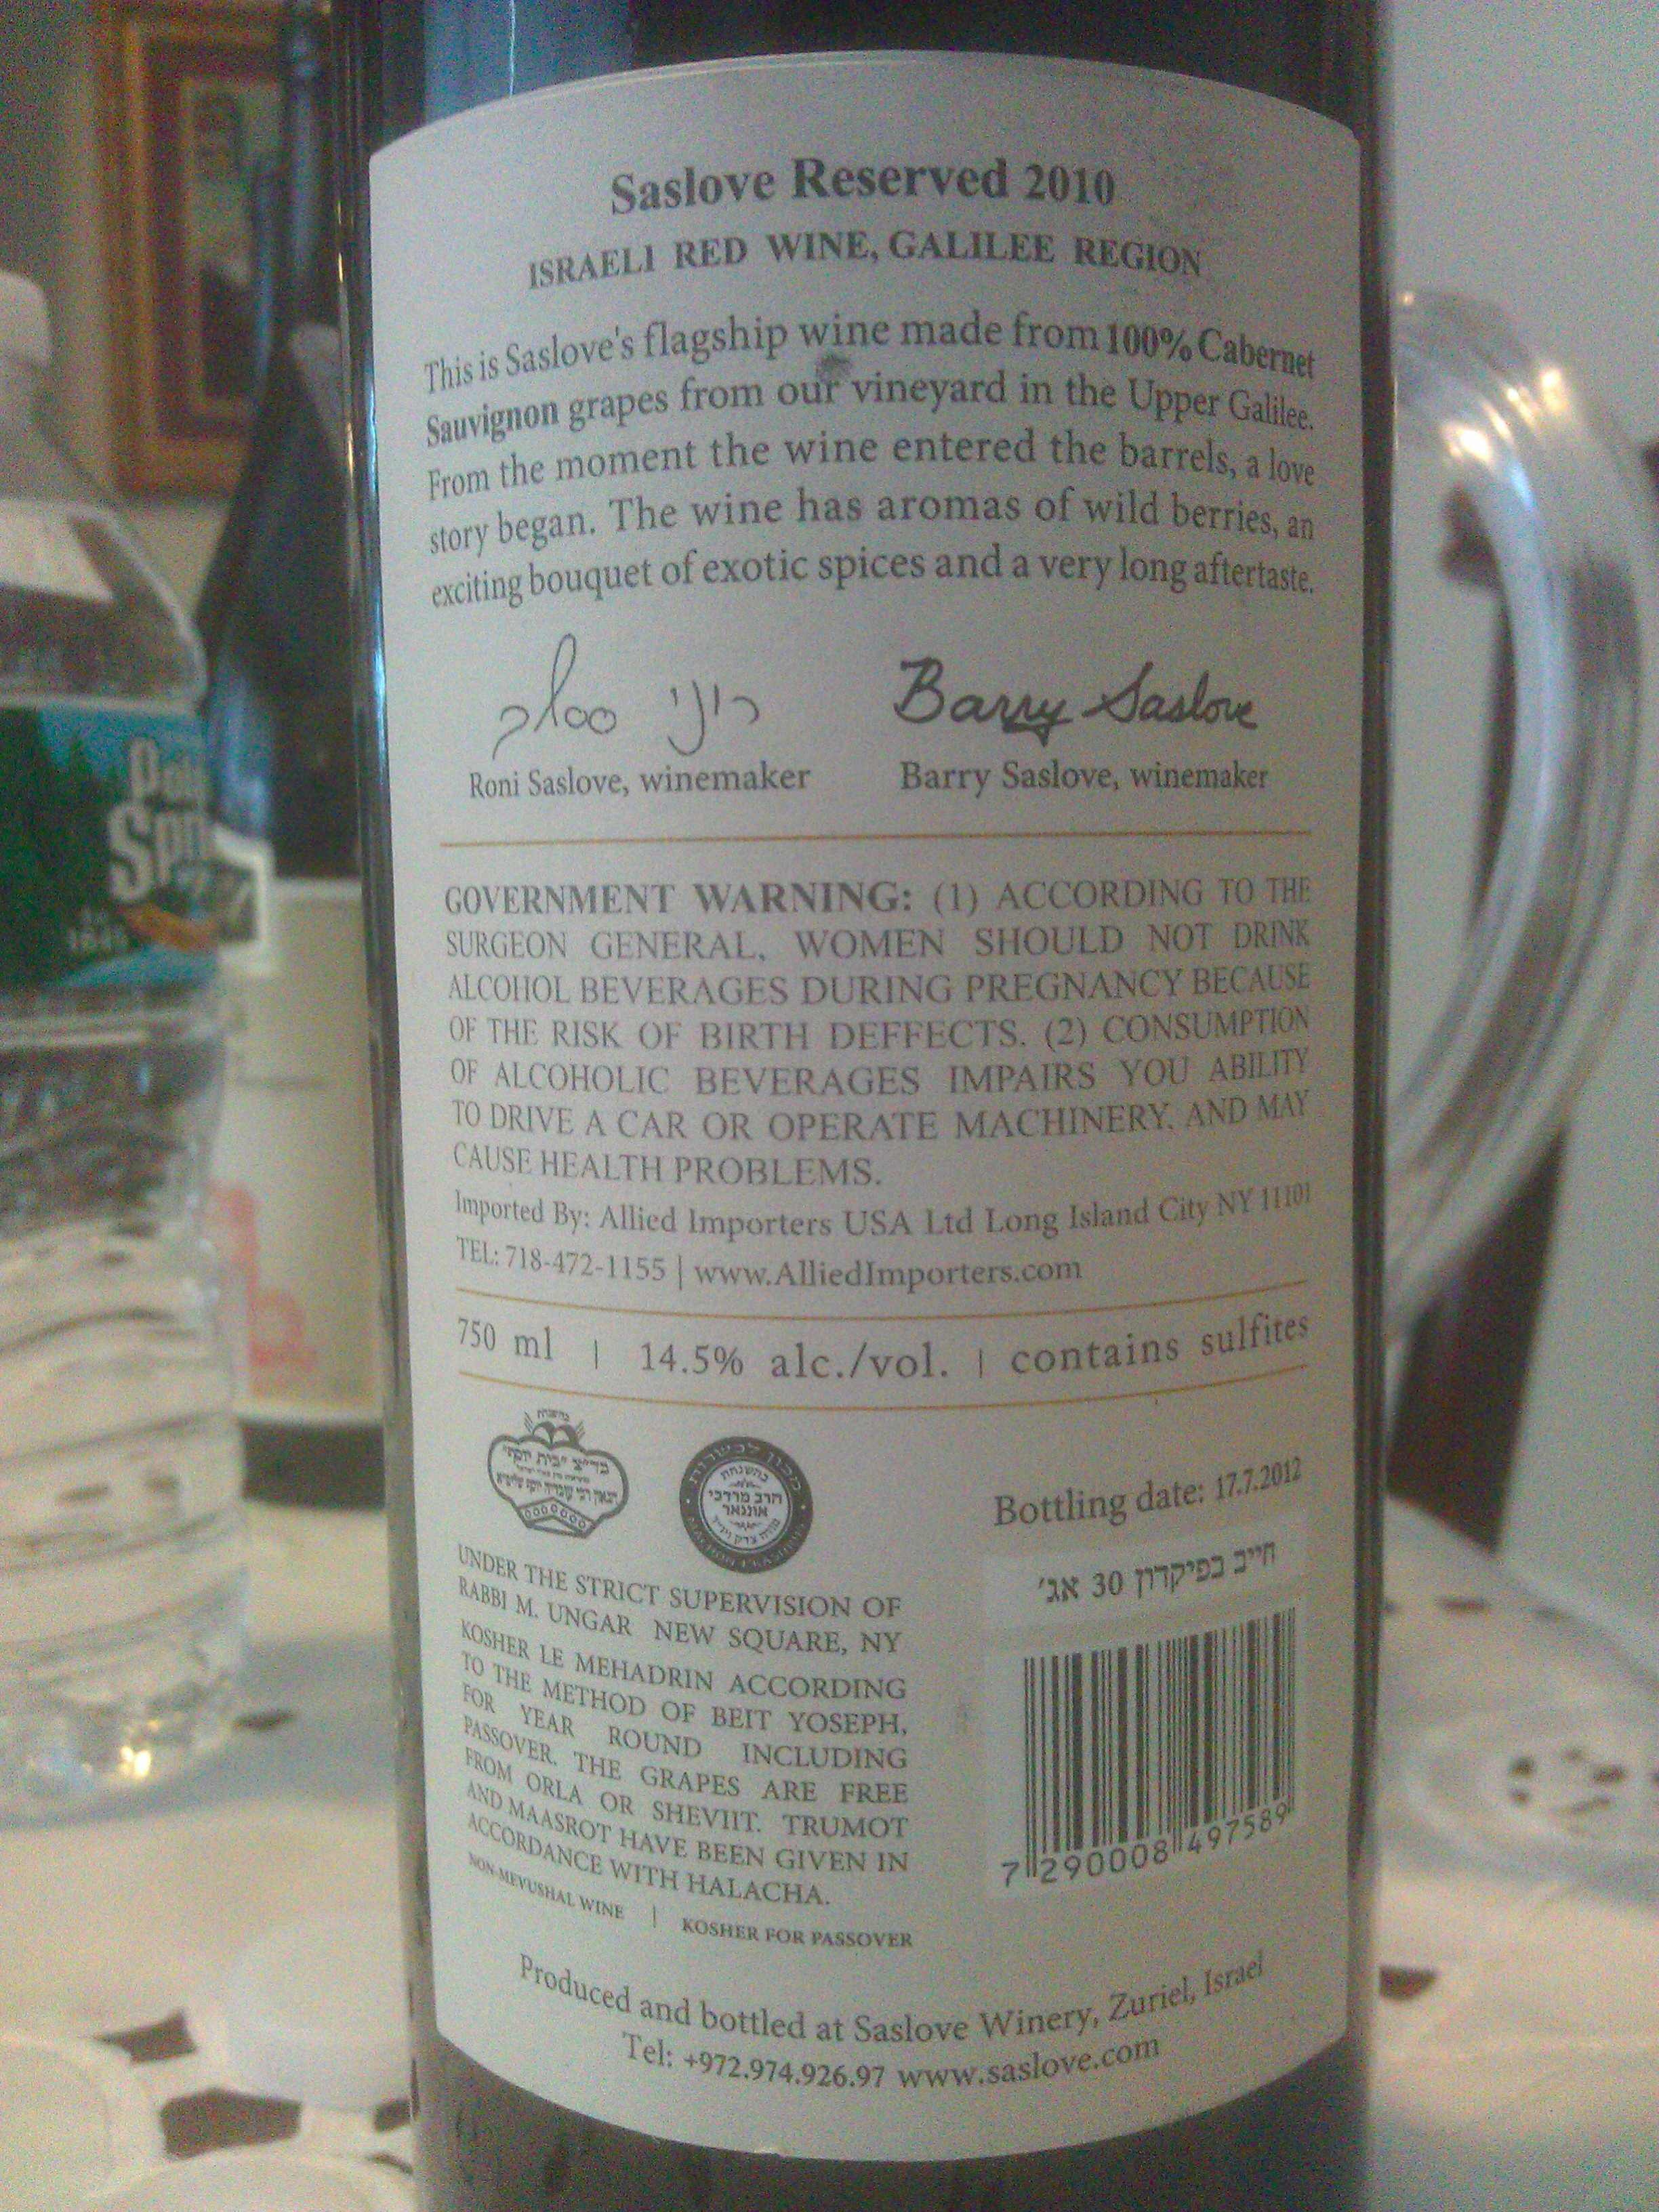 Saslove Reserved 2010
ISRAELI RED WINE, GALILEE REGION
This is Saslove's flagship wine made from 100% Cabernet
Sauvignon grapes from our vineyard in the Upper Galilee.
From the moment the wine entered the barrels, a love
story began. The wine has aromas of wild berries, an
exciting bouquet of exotic spices and a very long aftertaste.
רוני ססלוב
Barry Saslove
Roni Saslove, winemaker
Barry Saslove, winemaker
GOVERNMENT WARNING: (1) ACCORDING TO THE
SURGEON GENERAL, WOMEN SHOULD NOT DRINK
ALCOHOL BEVERAGES DURING PREGNANCY BECAUSE
OF THE RISK OF BIRTH DEFFECTS. (2) CONSUMPTION
OF ALCOHOLIC BEVERAGES IMPAIRS YOU ABILITY
TO DRIVE A CAR OR OPERATE MACHINERY, AND MAY
CAUSE HEALTH PROBLEMS.
Imported By: Allied Importers USA Ltd Long Island City NY 11101
TEL: 718-472-1155 | www.AlliedImporters.com
750 ml | 14.5% alc./vol. | contains sulfites
בד"צ "בית יוסף"
מכון לכשרות
בהשגחת
הרב מרדכי
אונגאר
UNDER THE STRICT SUPERVISION OF
RABBI M. UNGAR NEW SQUARE, NY
KOSHER LE MEHADRIN ACCORDING
TO THE METHOD OF BEIT YOSEPH,
FOR YEAR ROUND INCLUDING
PASSOVER. THE GRAPES ARE FREE
FROM ORLA OR SHEVIIT. TRUMOT
AND MAASROT HAVE BEEN GIVEN IN
ACCORDANCE WITH HALACHA.
NON-MEVUSHAL WINE | KOSHER FOR PASSOVER
Bottling date: 17.7.2012
חייב בפיקדון 30 אג'
7 290008 497589
Produced and bottled at Saslove Winery, Zuriel, Israel
Tel: +972.974.926.97 www.saslove.com